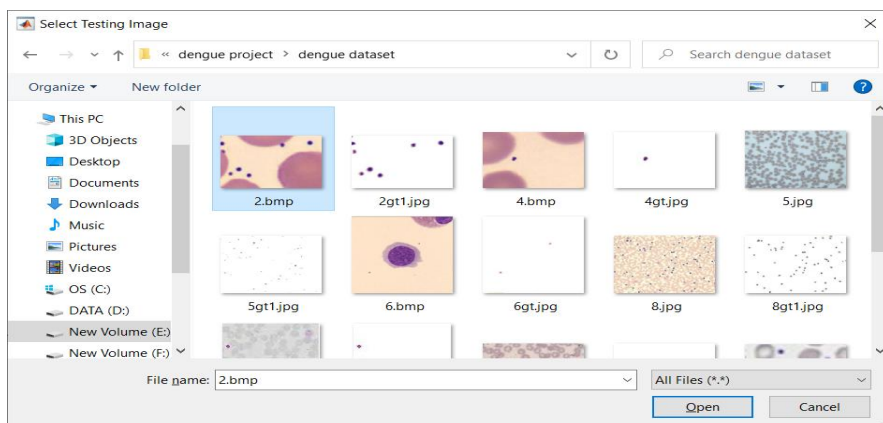 Select Testing Image
« dengue project > dengue dataset
Search dengue dataset
Organize New folder
This PC
3D Objects
Desktop
Documents
Downloads
Music
Pictures
Videos
OS (C:)
DATA (D:)
New Volume (E:)
New Volume (F:)
2.bmp 2gt1.jpg 4.bmp 4gt.jpg 5.jpg
5gt1.jpg 6.bmp 6gt.jpg 8.jpg 8gt1.jpg
File name: 2.bmp All Files (*.*)
Open Cancel